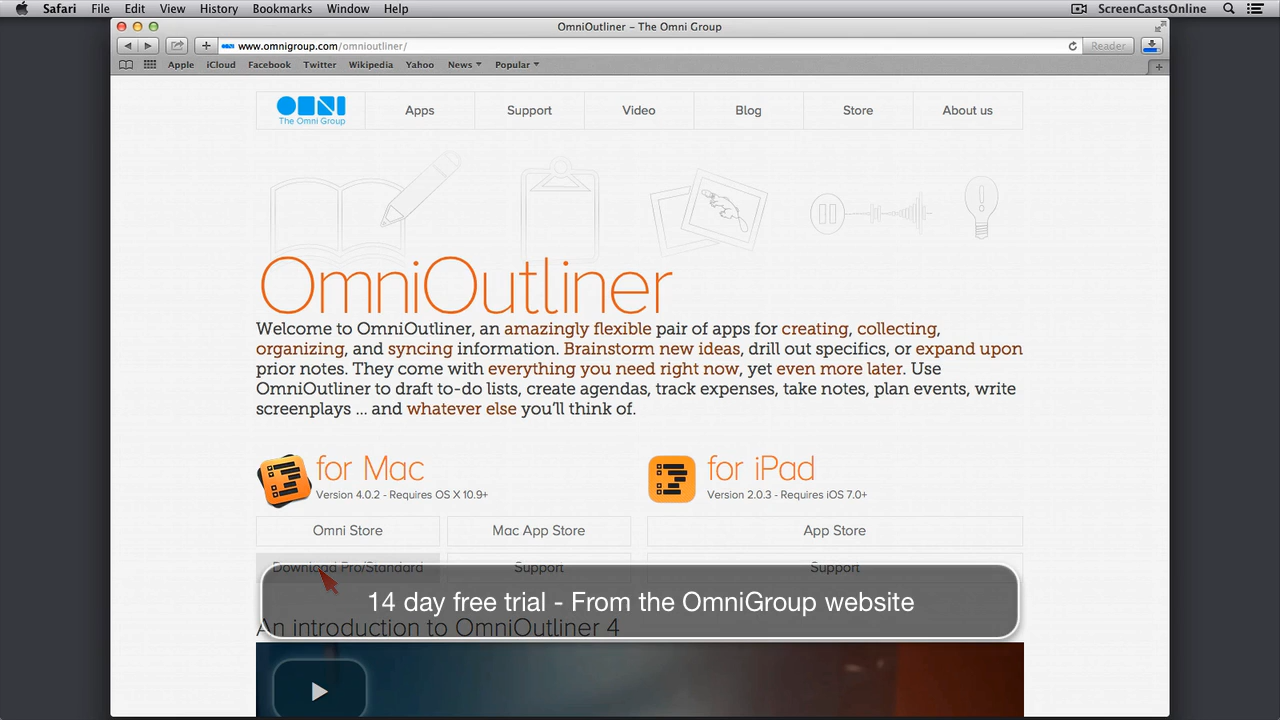 Safari File Edit View History Bookmarks Window Help ScreenCastsOnline
OmniOutliner – The Omni Group
www.omnigroup.com/omnioutliner/ Reader
Apple iCloud Facebook Twitter Wikipedia Yahoo News Popular
OMNI
The Omni Group
Apps Support Video Blog Store About us
OmniOutliner
Welcome to OmniOutliner, an amazingly flexible pair of apps for creating, collecting,
organizing, and syncing information. Brainstorm new ideas, drill out specifics, or expand upon
prior notes. They come with everything you need right now, yet even more later. Use
OmniOutliner to draft to-do lists, create agendas, track expenses, take notes, plan events, write
screenplays ... and whatever else you’ll think of.
for Mac for iPad
Version 4.0.2 - Requires OS X 10.9+ Version 2.0.3 - Requires iOS 7.0+
Omni Store Mac App Store App Store
Download Pro/Standard Support Support
14 day free trial - From the OmniGroup website
An introduction to OmniOutliner 4